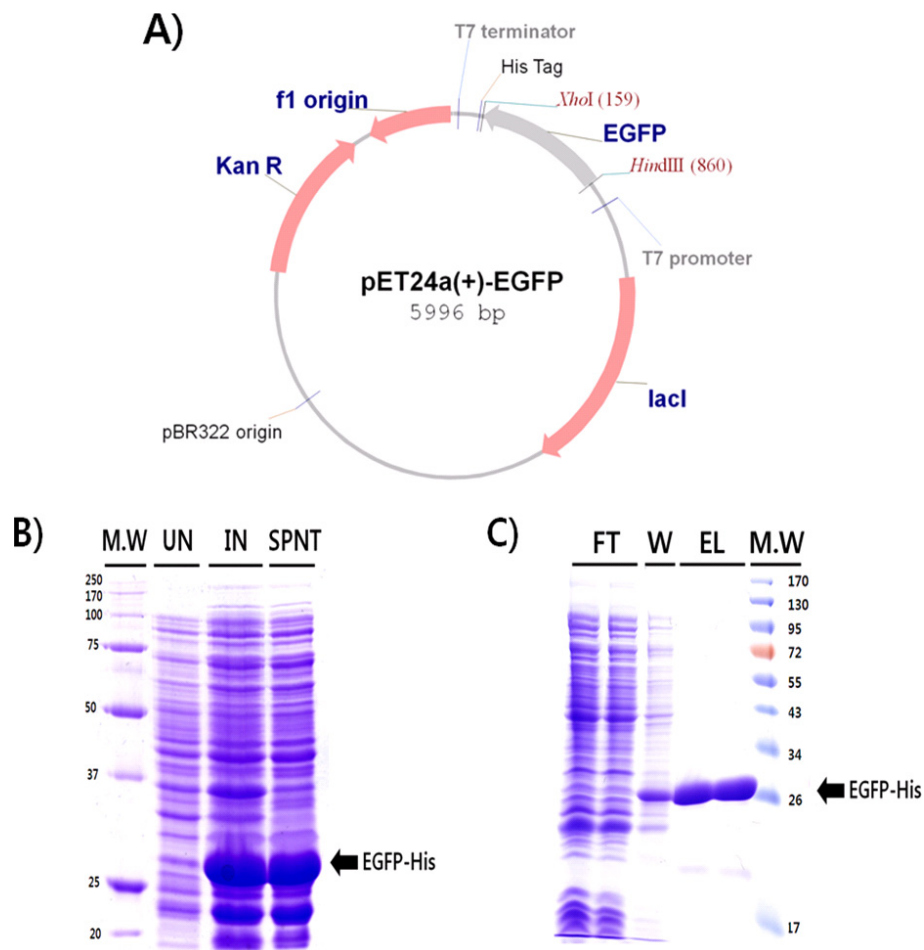 A)
T7 terminator
His Tag
XhoI (159)
f1 origin
EGFP
Kan R
HindIII (860)
T7 promoter
pET24a(+)-EGFP
5996 bp
lacI
pBR322 origin
B)
M.W UN IN SPNT
250
170
100
75
50
37
EGFP-His
25
20
C)
FT W EL M.W
170
130
95
72
55
43
34
26 EGFP-His
17